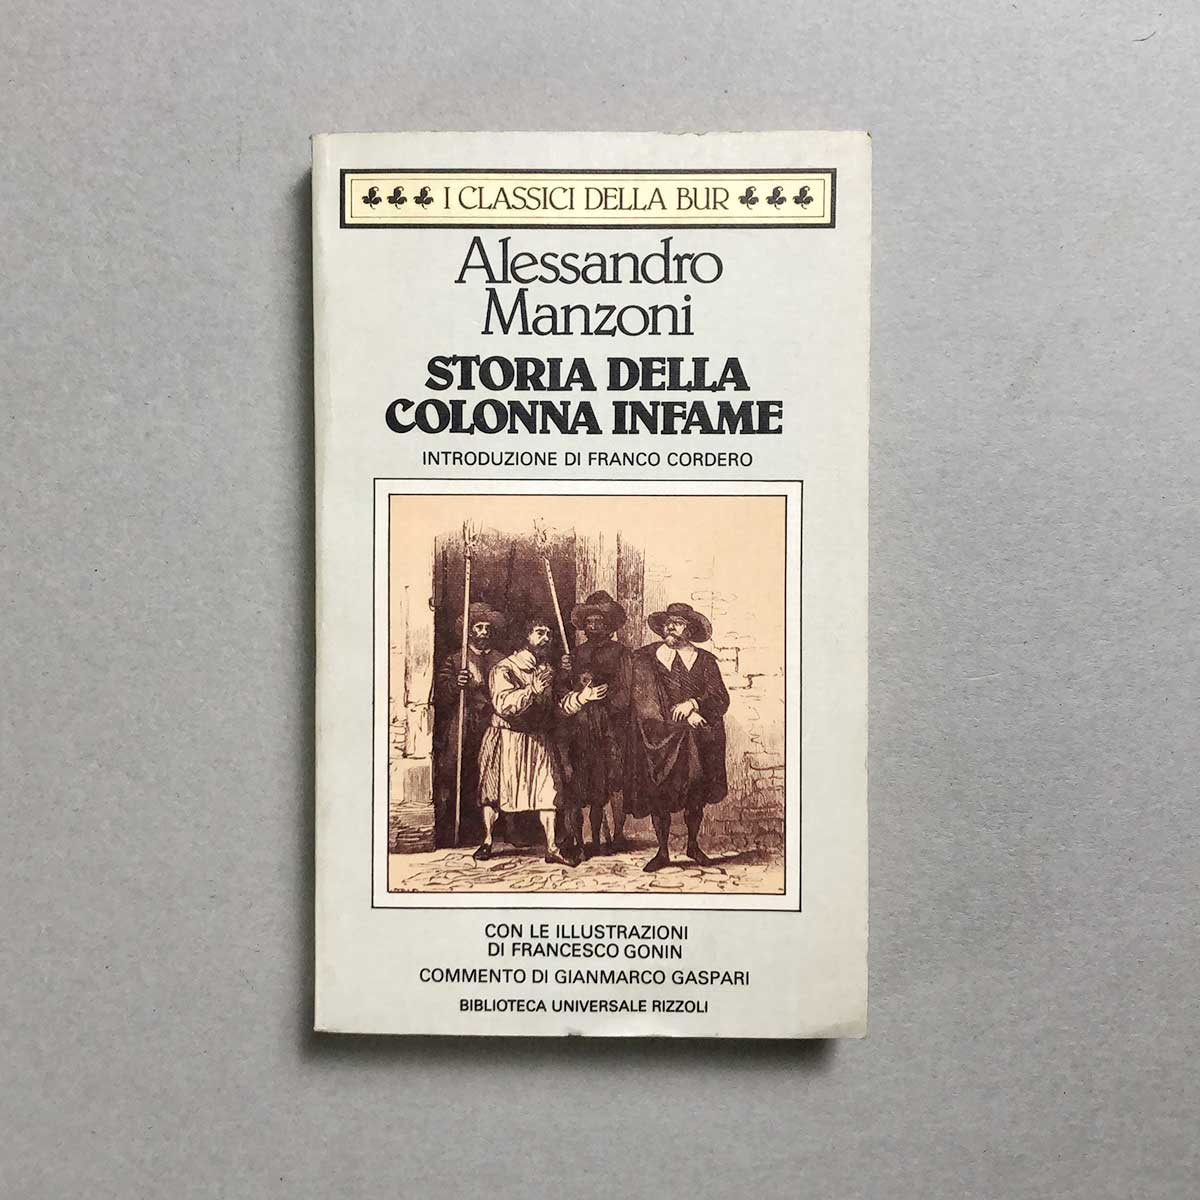 I CLASSICI DELLA BUR
Alessandro
Manzoni
STORIA DELLA
COLONNA INFAME
INTRODUZIONE DI FRANCO CORDERO
CON LE ILLUSTRAZIONI
DI FRANCESCO GONIN
COMMENTO DI GIANMARCO GASPARI
BIBLIOTECA UNIVERSALE RIZZOLI